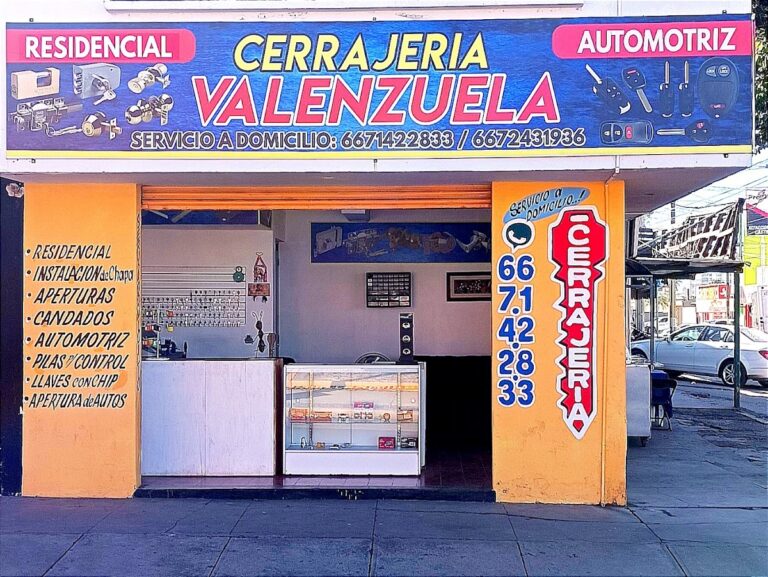 RESIDENCIAL
CERRAJERIA
AUTOMOTRIZ
VALENZUELA
SERVICIO A DOMICILIO: 6671422833 / 6672431936
• RESIDENCIAL
• INSTALACION de Chapa
• APERTURAS
• CANDADOS
• AUTOMOTRIZ
• PILAS P/ CONTROL
• LLAVES CON CHIP
• APERTURA de AUTOS
SERVICIO a
DOMICILIO...!
66
71
42
28
33
CERRAJERIA